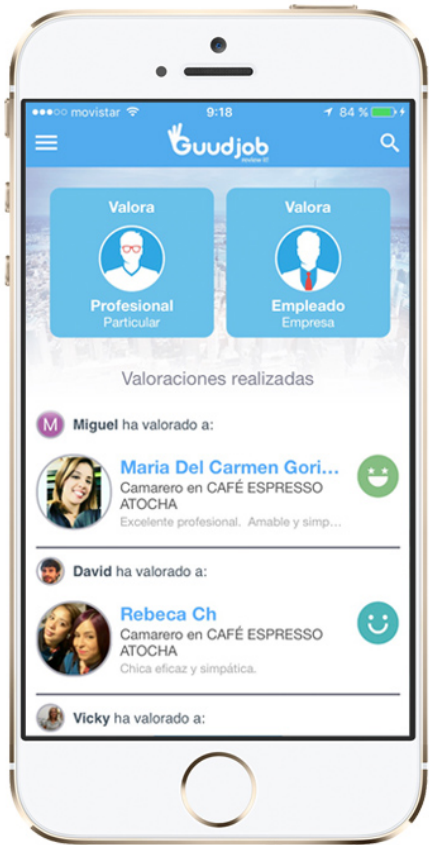 movistar 9:18 84 %
Guudjob
review it!
Valora
Profesional
Particular
Valora
Empleado
Empresa
Valoraciones realizadas
M Miguel ha valorado a:
Maria Del Carmen Gori...
Camarero en CAFÉ ESPRESSO
ATOCHA
Excelente profesional. Amable y simp...
David ha valorado a:
Rebeca Ch
Camarero en CAFÉ ESPRESSO
ATOCHA
Chica eficaz y simpática.
Vicky ha valorado a: